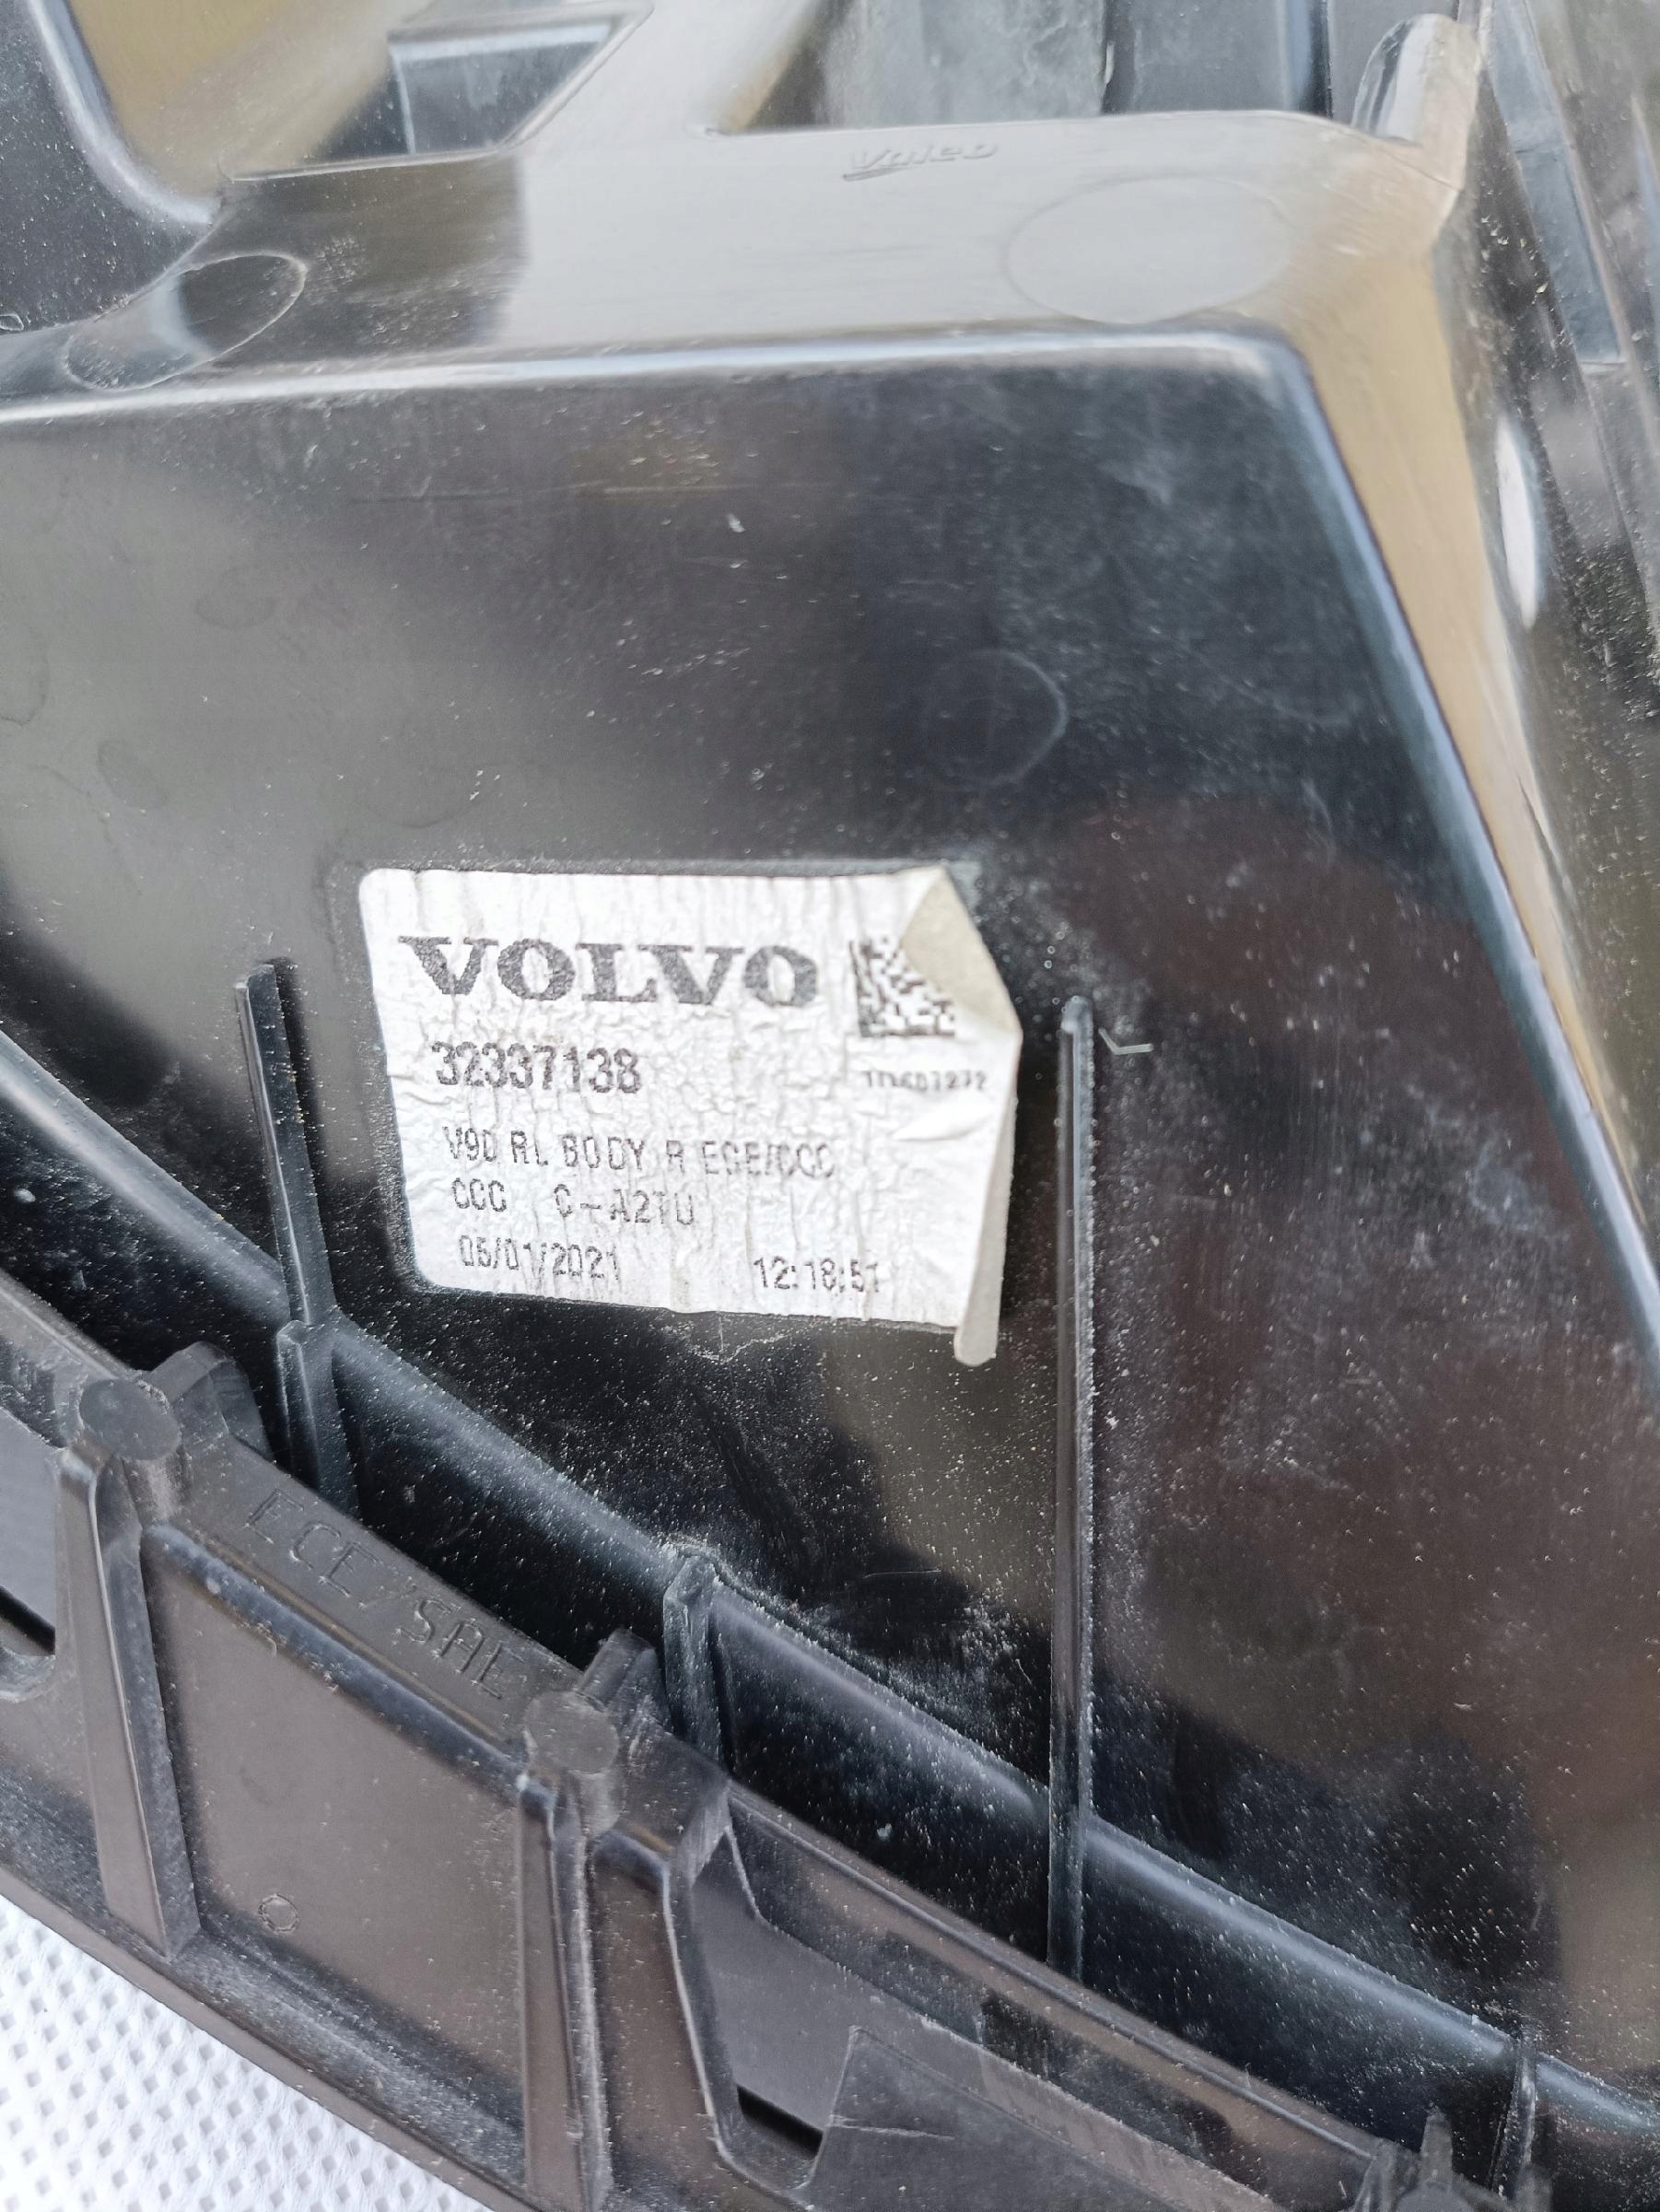 Valeo
VOLVO
32337138
V90 RL BODY R ECE/CCC
CCC C-A2TU
05/01/2021 12:18:51
ECE/SAE